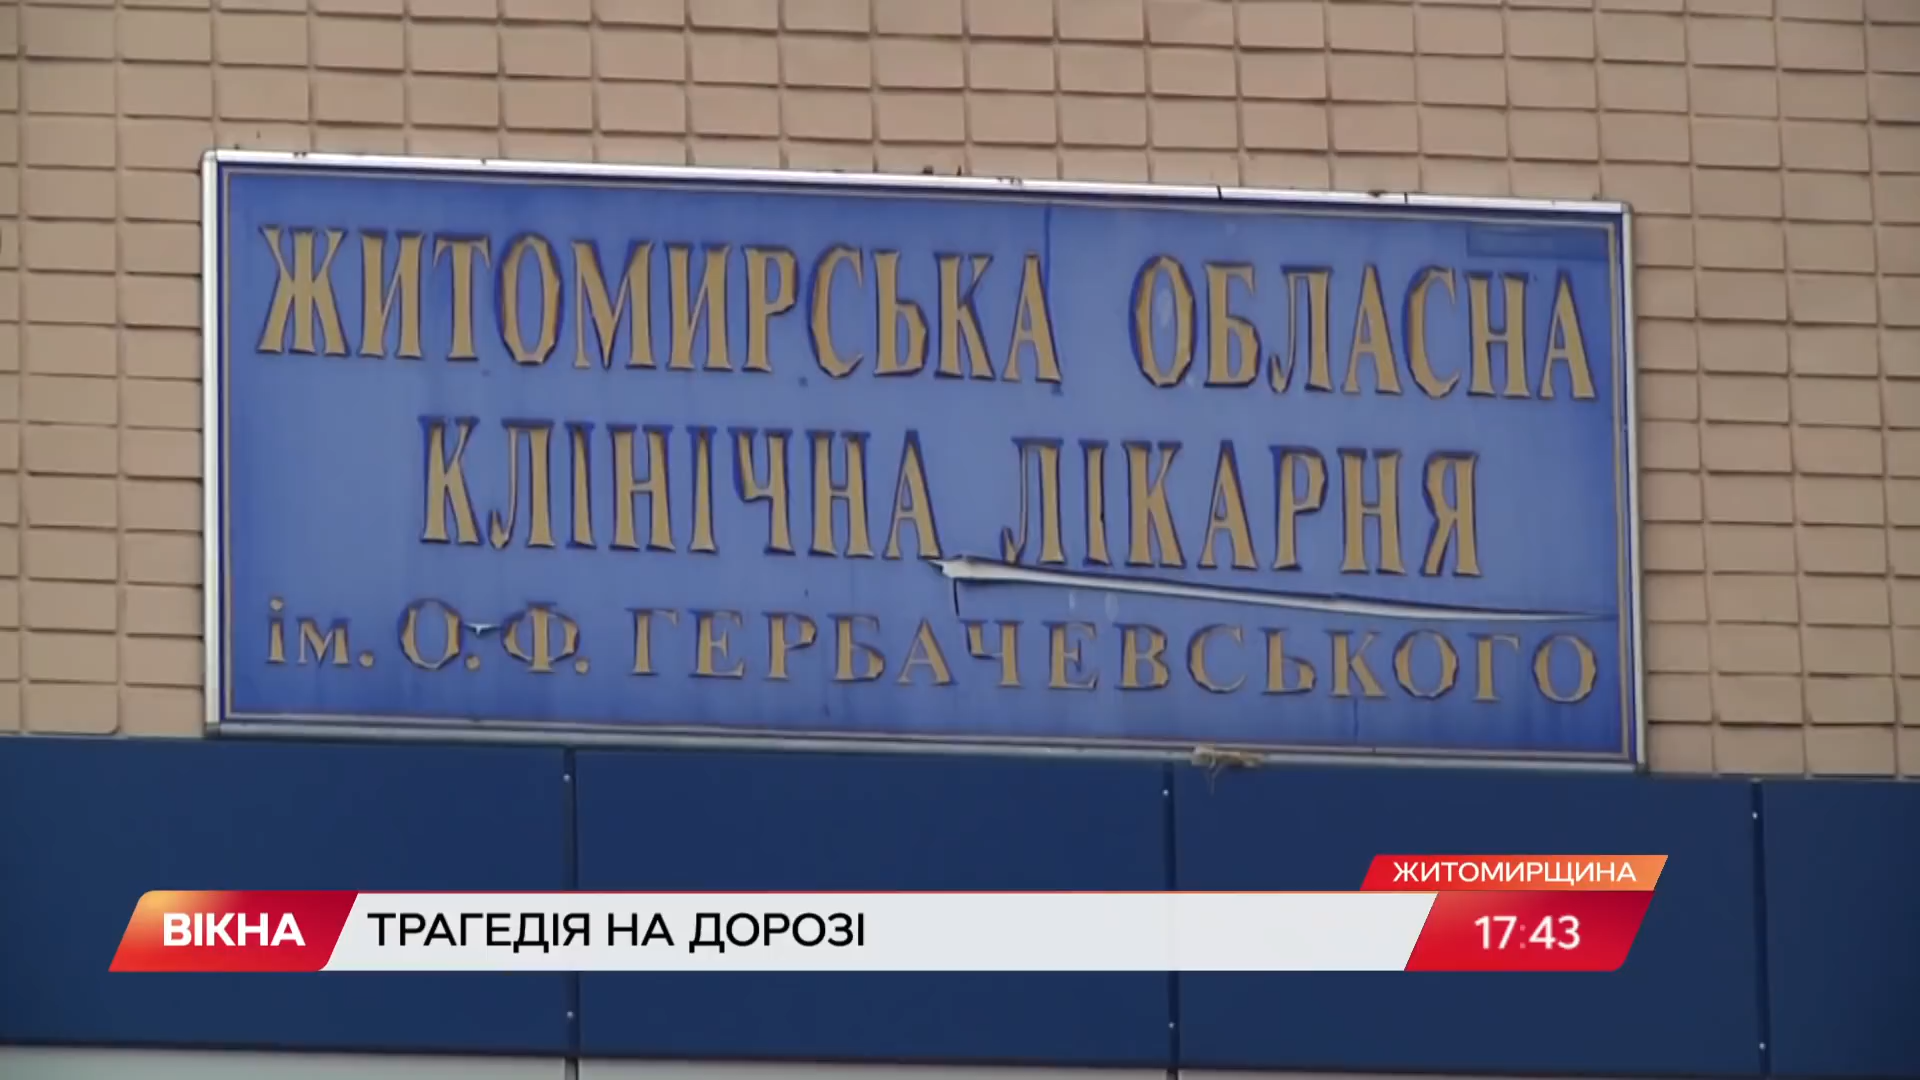 ЖИТОМИРСЬКА ОБЛАСНА
КЛІНІЧНА ЛІКАРНЯ
ім. О.Ф. ГЕРБАЧЕВСЬКОГО
ЖИТОМИРЩИНА
ВІКНА ТРАГЕДІЯ НА ДОРОЗІ 17:43